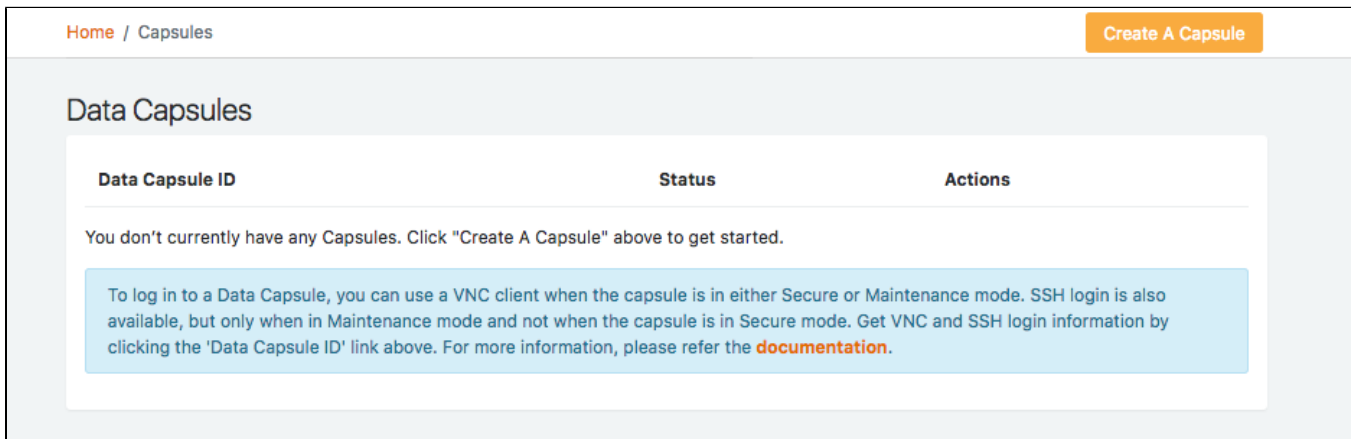 Home / Capsules
Create A Capsule
Data Capsules
Data Capsule ID Status Actions
You don’t currently have any Capsules. Click "Create A Capsule" above to get started.
To log in to a Data Capsule, you can use a VNC client when the capsule is in either Secure or Maintenance mode. SSH login is also
available, but only when in Maintenance mode and not when the capsule is in Secure mode. Get VNC and SSH login information by
clicking the 'Data Capsule ID' link above. For more information, please refer the documentation.